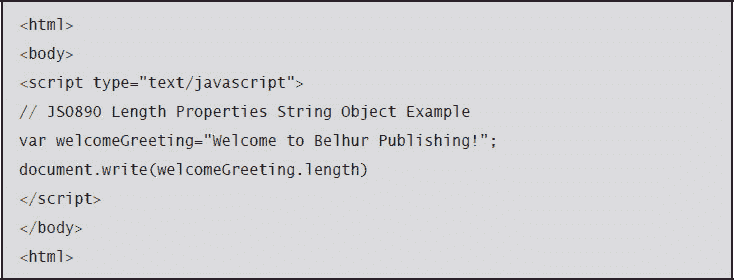 <html>
<body>
<script type="text/javascript">
// JS0890 Length Properties String Object Example
var welcomeGreeting="Welcome to Belhur Publishing!";
document.write(welcomeGreeting.length)
</script>
</body>
<html>